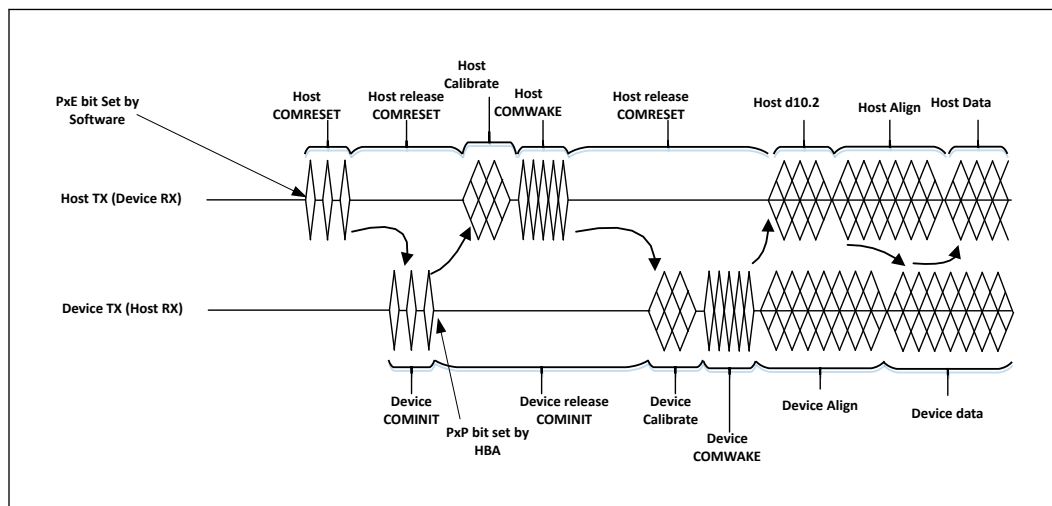 Host
Calibrate
PxE bit Set by
Software
Host
COMRESET
Host release
COMRESET
Host
COMWAKE
Host release
COMRESET
Host d10.2
Host Align
Host Data
Host TX (Device RX)
Device TX (Host RX)
Device
COMINIT
PxP bit set by
HBA
Device release
COMINIT
Device
Calibrate
Device
COMWAKE
Device Align
Device data